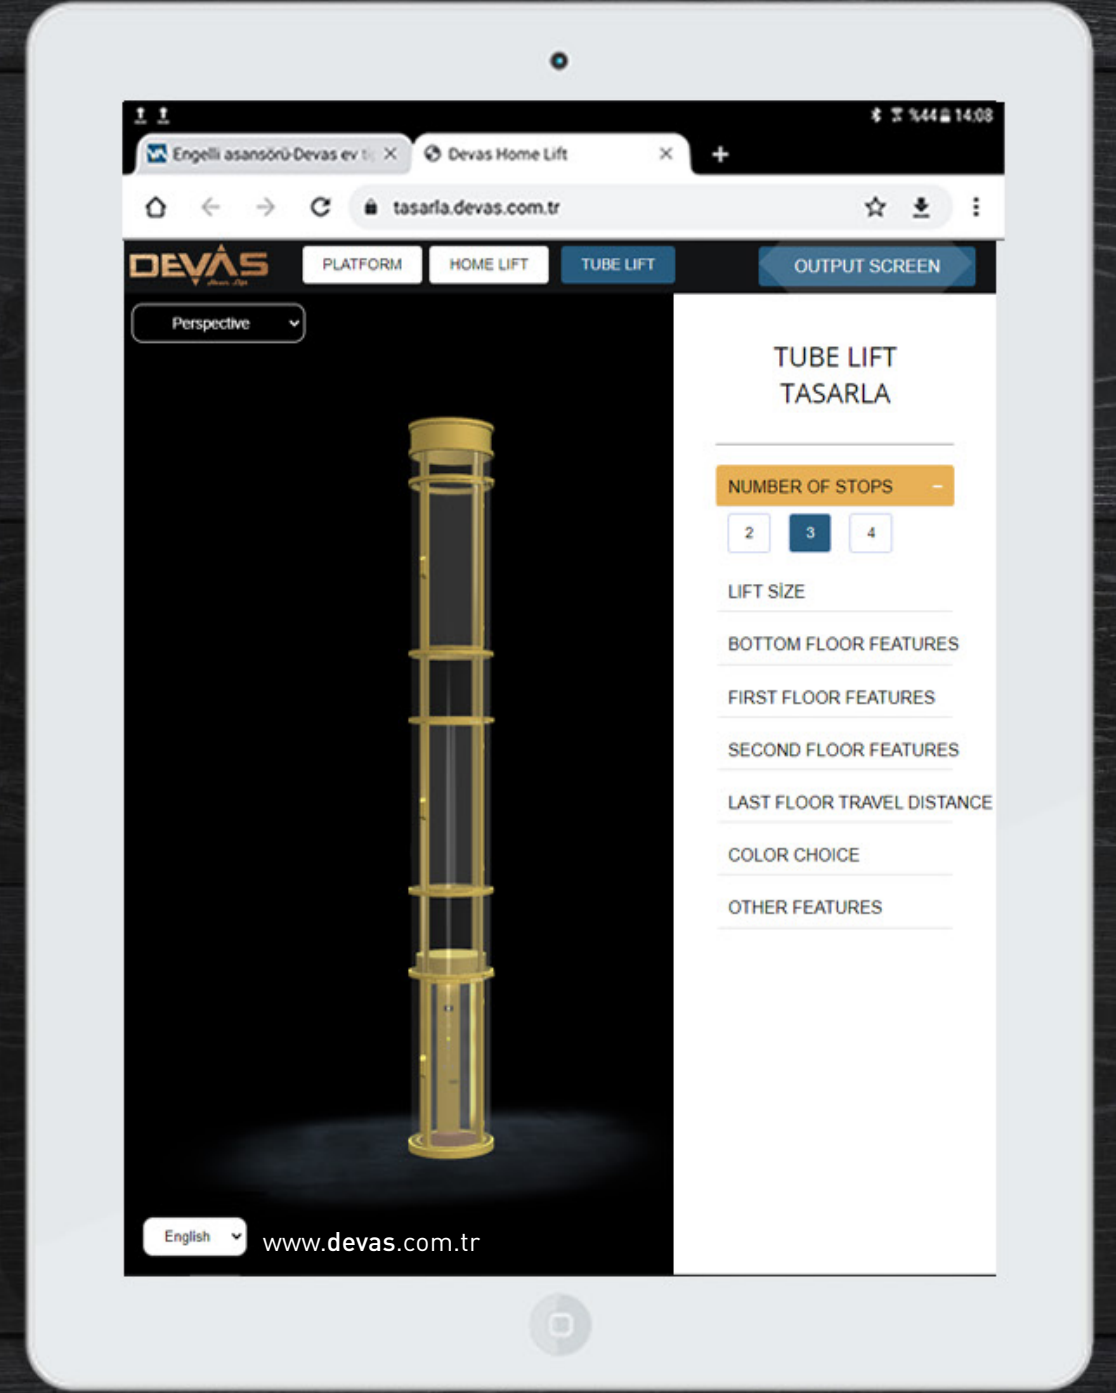 %44 14:08
Engelli asansörü-Devas ev ti
Devas Home Lift
tasarla.devas.com.tr
DEVAS
PLATFORM
HOME LIFT
TUBE LIFT
OUTPUT SCREEN
Perspective
TUBE LIFT
TASARLA
NUMBER OF STOPS
2 3 4
LIFT SİZE
BOTTOM FLOOR FEATURES
FIRST FLOOR FEATURES
SECOND FLOOR FEATURES
LAST FLOOR TRAVEL DISTANCE
COLOR CHOICE
OTHER FEATURES
English
www.devas.com.tr